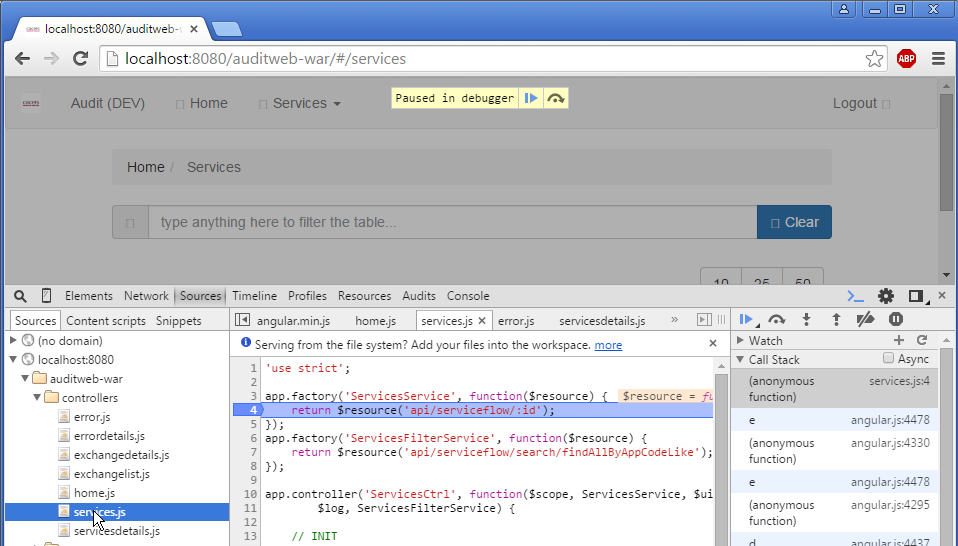 localhost:8080/auditweb-war
localhost:8080/auditweb-war/#/services
ABP
Audit (DEV) Home Services Logout
Paused in debugger
Home / Services
type anything here to filter the table... Clear
10 25 50
Elements Network Sources Timeline Profiles Resources Audits Console
Sources Content scripts Snippets
angular.min.js home.js services.js error.js servicesdetails.js »
(no domain)
localhost:8080
auditweb-war
controllers
error.js
errordetails.js
exchangedetails.js
exchangelist.js
home.js
services.js
servicesdetails.js
Serving from the file system? Add your files into the workspace. more
1 'use strict';
2
3 app.factory('ServicesService', function($resource) { $resource = fu
4 return $resource('api/serviceflow/:id');
5 });
6 app.factory('ServicesFilterService', function($resource) {
7 return $resource('api/serviceflow/search/findAllByAppCodeLike');
8 });
9
10 app.controller('ServicesCtrl', function($scope, ServicesService, $ui
11 $log, ServicesFilterService) {
12
13 // INIT
Watch
Call Stack Async
(anonymous function) services.js:4
e angular.js:4478
(anonymous function) angular.js:4330
e angular.js:4478
(anonymous function) angular.js:4295
d angular.js:4437